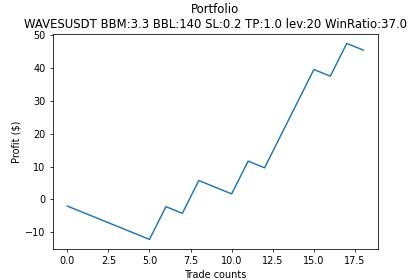 Portfolio
WAVESUSDT BBM:3.3 BBL:140 SL:0.2 TP:1.0 lev:20 WinRatio:37.0
50
40
30
20
10
0
−10
Profit ($)
0.0 2.5 5.0 7.5 10.0 12.5 15.0 17.5
Trade counts